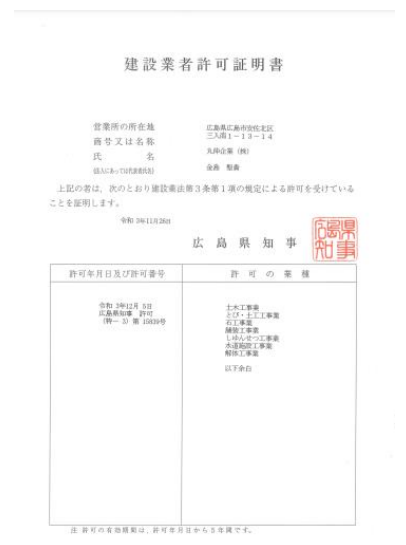 建設業者許可証明書
営業所の所在地 広島県広島市安佐北区
三入南1-13-14
商号又は名称 丸岸企業(株)
氏名
(法人にあっては代表者氏名)
上記の者は、次のとおり建設業法第3条第1項の規定による許可を受けている
ことを証明します。
令和 3年11月26日
広島県知事
許可年月日及び許可番号 許可の業種
令和 3年12月 5日
広島県知事 許可
(特-3)第 15839号
土木工事業
とび・土工工事業
石工事業
舗装工事業
しゅんせつ工事業
水道施設工事業
解体工事業
以下余白
注 許可の有効期間は、許可年月日から5年間です。